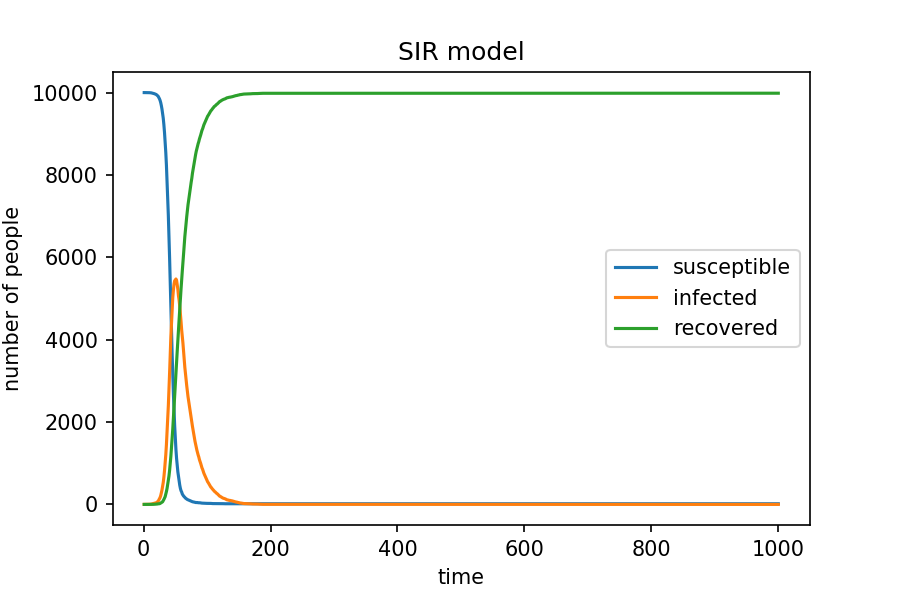 SIR model
number of people
10000
8000
6000
4000
2000
0
susceptible
infected
recovered
0 200 400 600 800 1000
time